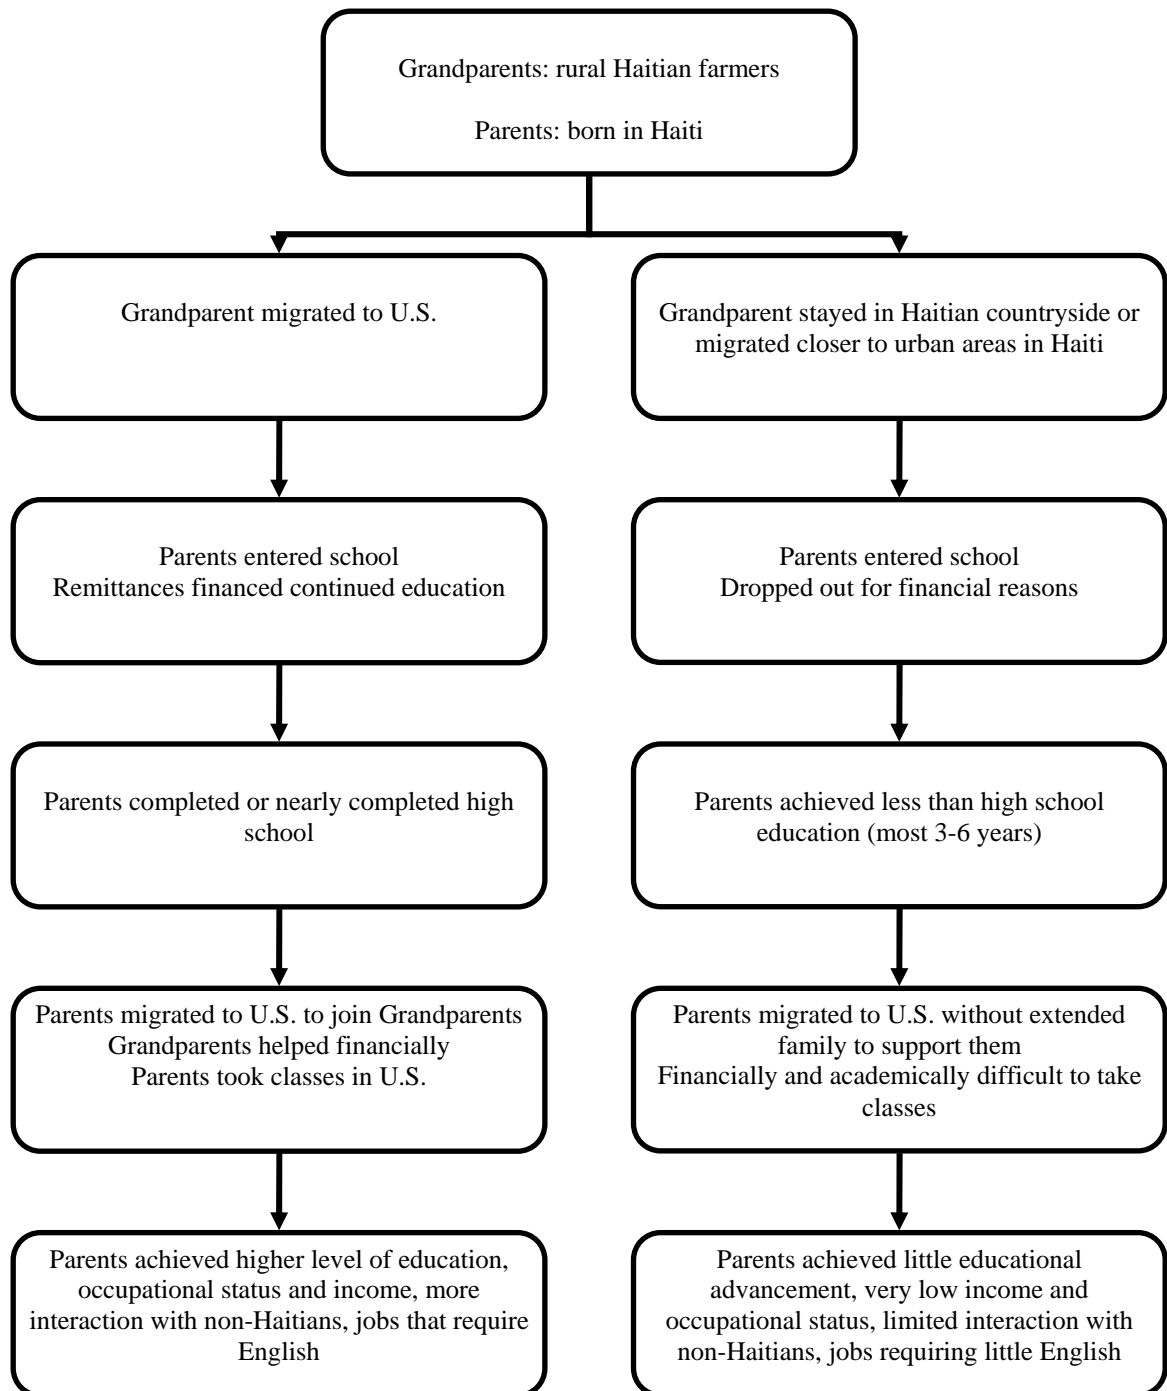 Grandparents: rural Haitian farmers
Parents: born in Haiti
Grandparent migrated to U.S.
Grandparent stayed in Haitian countryside or
migrated closer to urban areas in Haiti
Parents entered school
Remittances financed continued education
Parents entered school
Dropped out for financial reasons
Parents completed or nearly completed high
school
Parents achieved less than high school
education (most 3-6 years)
Parents migrated to U.S. to join Grandparents
Grandparents helped financially
Parents took classes in U.S.
Parents migrated to U.S. without extended
family to support them
Financially and academically difficult to take
classes
Parents achieved higher level of education,
occupational status and income, more
interaction with non-Haitians, jobs that require
English
Parents achieved little educational
advancement, very low income and
occupational status, limited interaction with
non-Haitians, jobs requiring little English